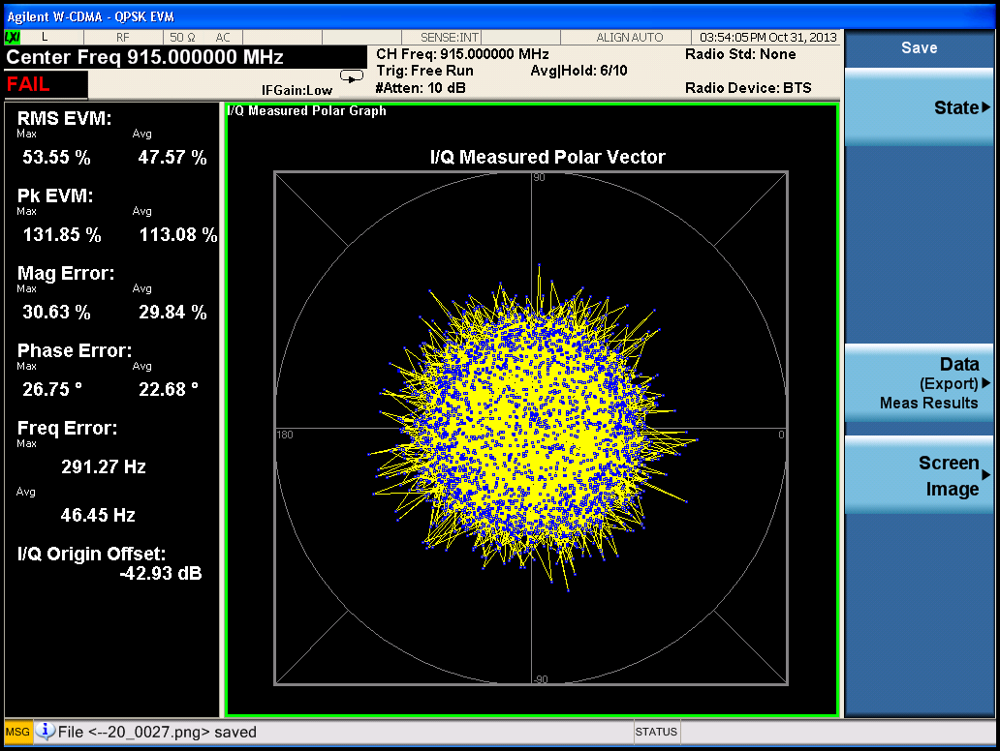 Agilent W-CDMA - QPSK EVM
LXI L RF 50 Ω AC SENSE:INT ALIGN AUTO 03:54:05 PM Oct 31, 2013
Center Freq 915.000000 MHz
CH Freq: 915.000000 MHz Radio Std: None
Trig: Free Run Avg|Hold: 6/10
FAIL
IFGain:Low #Atten: 10 dB Radio Device: BTS
RMS EVM:
Max Avg
53.55 % 47.57 %
Pk EVM:
Max Avg
131.85 % 113.08 %
Mag Error:
Max Avg
30.63 % 29.84 %
Phase Error:
Max Avg
26.75 ° 22.68 °
Freq Error:
Max
291.27 Hz
Avg
46.45 Hz
I/Q Origin Offset:
-42.93 dB
I/Q Measured Polar Graph
I/Q Measured Polar Vector
90
180 0
-90
Save
State
Data
(Export)
Meas Results
Screen
Image
MSG File <--20_0027.png> saved STATUS